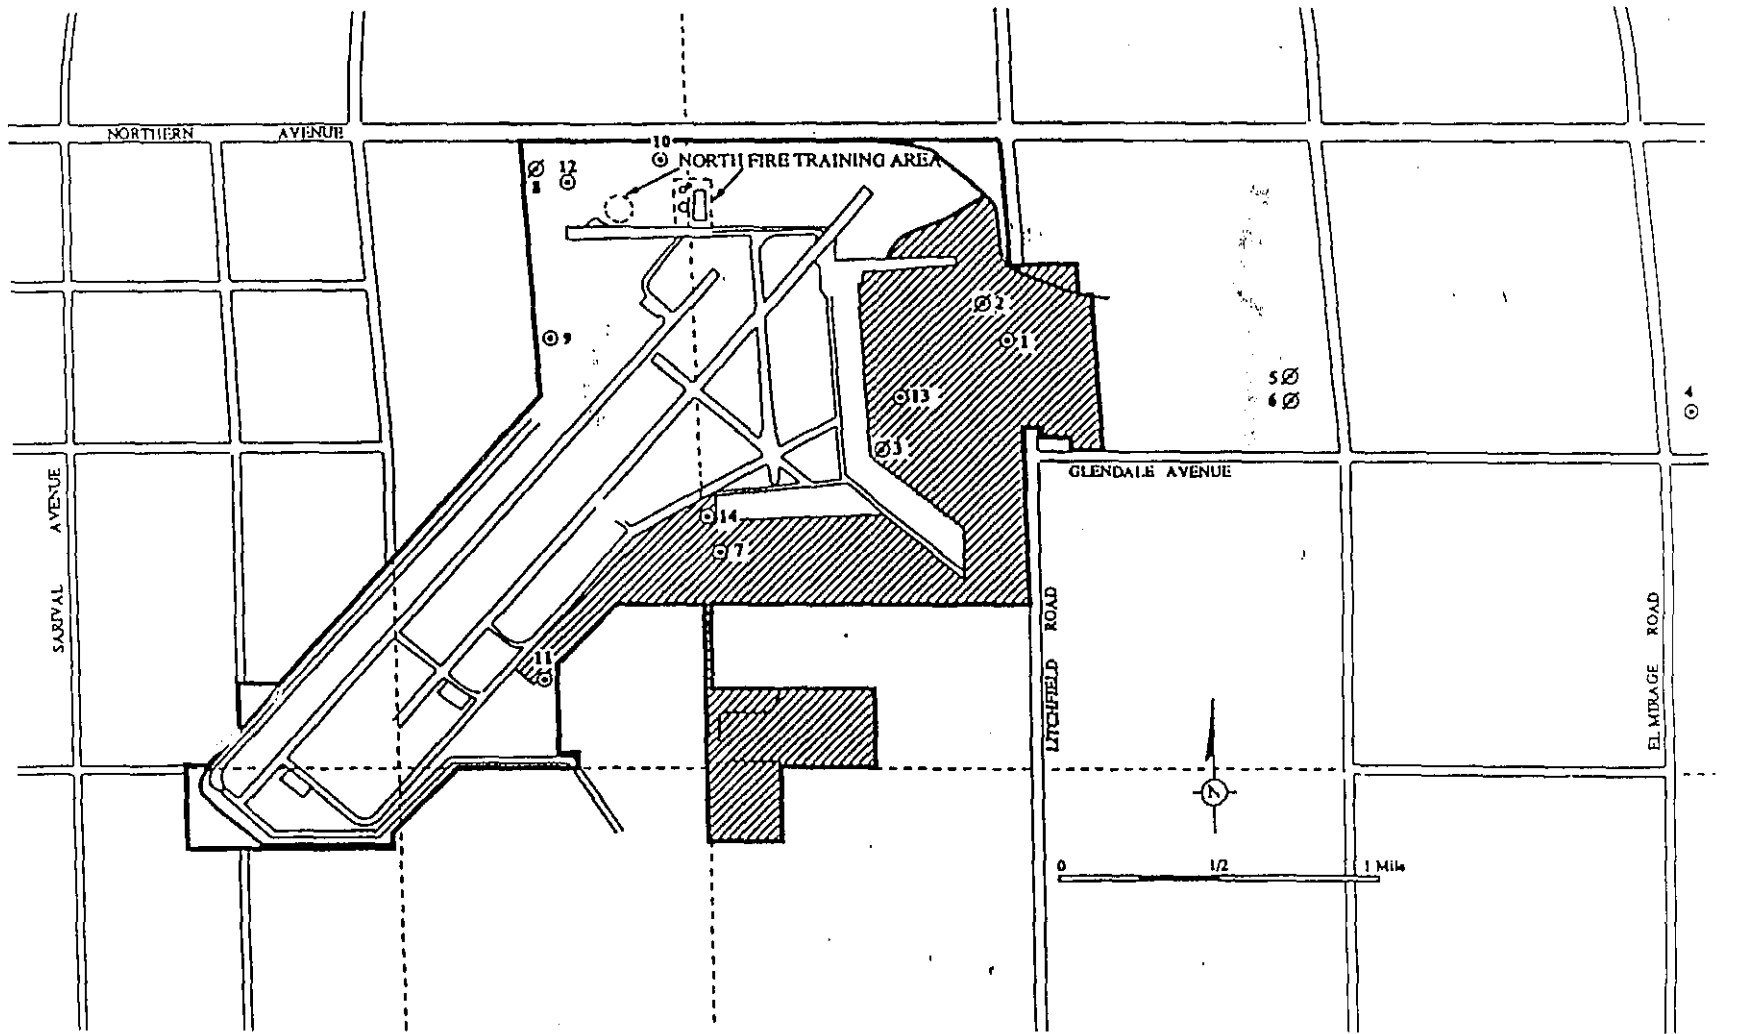 NORTHERN AVENUE
10
NORTH FIRE TRAINING AREA
12
8
2
9
1
13
5
6
4
3
GLENDALE AVENUE
SARIVAL AVENUE
14
7
LITCHFIELD ROAD
EL MIRAGE ROAD
11
N
0 1/2 1 Mile